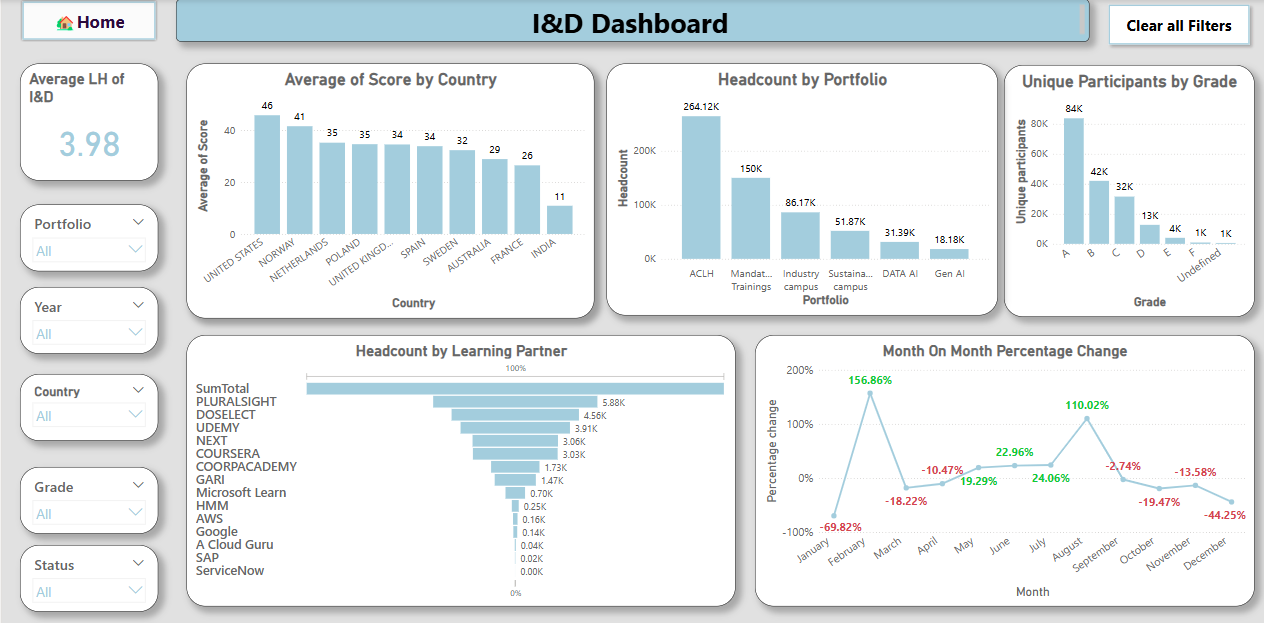 Home
I&D Dashboard
Clear all Filters
Average LH of
I&D
3.98
Portfolio
All
Year
All
Country
All
Grade
All
Status
All
Average of Score by Country
Average of Score
40
20
0
46
41
35
35
34
34
32
29
26
11
UNITED STATES
NORWAY
NETHERLANDS
POLAND
UNITED KINGD...
SPAIN
SWEDEN
AUSTRALIA
FRANCE
INDIA
Country
Headcount by Portfolio
Headcount
200K
100K
0K
264.12K
150K
86.17K
51.87K
31.39K
18.18K
ACLH
Mandat...
Trainings
Industry
campus
Sustaina...
campus
DATA AI
Gen AI
Portfolio
Unique Participants by Grade
Unique participants
80K
60K
40K
20K
0K
84K
42K
32K
13K
4K
1K
1K
A
B
C
D
E
F
Undefined
Grade
Headcount by Learning Partner
100%
SumTotal
PLURALSIGHT 5.88K
DOSELECT 4.56K
UDEMY 3.91K
NEXT 3.06K
COURSERA 3.03K
COORPACADEMY 1.73K
GARI 1.47K
Microsoft Learn 0.70K
HMM 0.25K
AWS 0.16K
Google 0.14K
A Cloud Guru 0.04K
SAP 0.02K
ServiceNow 0.00K
0%
Month On Month Percentage Change
Percentage change
200%
100%
0%
-100%
-69.82%
156.86%
-18.22%
-10.47%
19.29%
22.96%
24.06%
110.02%
-2.74%
-19.47%
-13.58%
-44.25%
January
February
March
April
May
June
July
August
September
October
November
December
Month